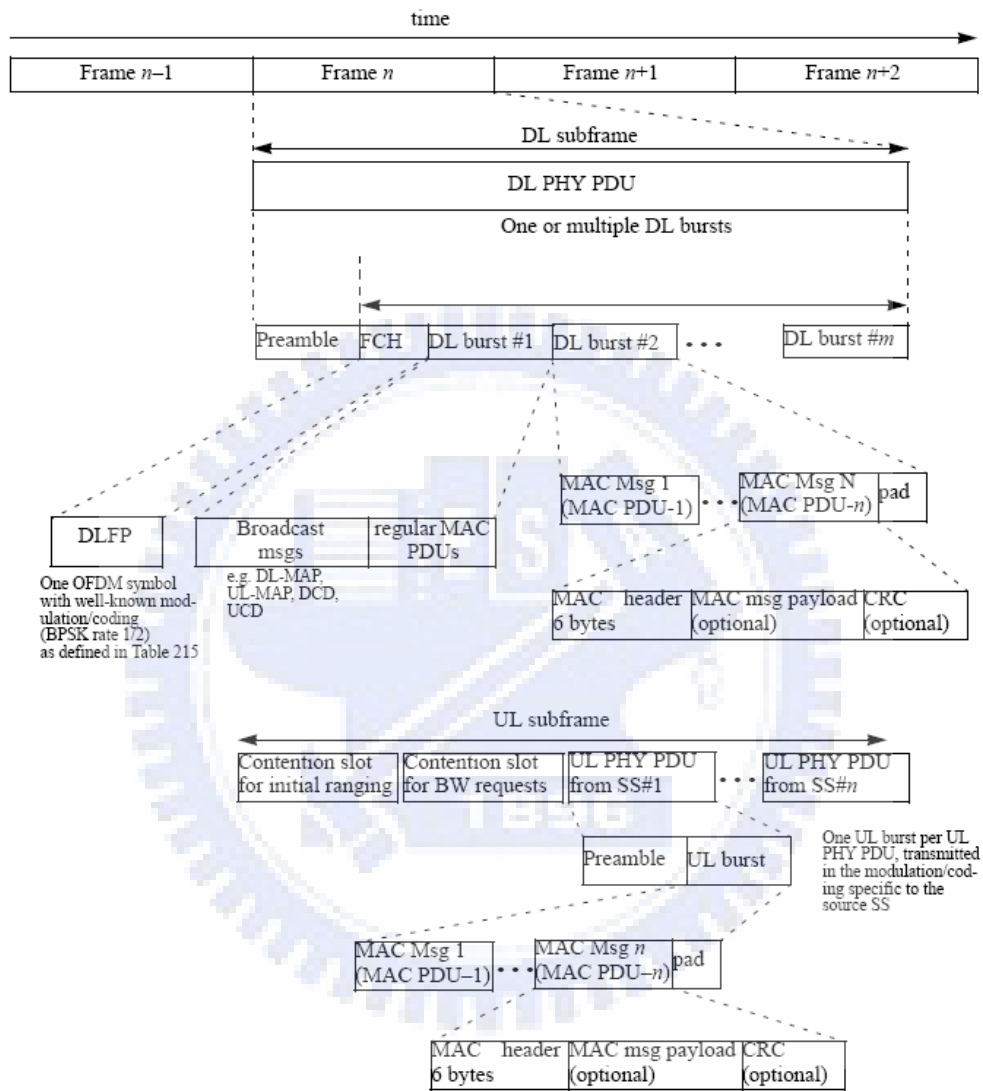 time
Frame n–1
Frame n
Frame n+1
Frame n+2
DL subframe
DL PHY PDU
One or multiple DL bursts
Preamble
FCH
DL burst #1
DL burst #2
• • •
DL burst #m
MAC Msg 1
(MAC PDU-1)
• • •
MAC Msg N
(MAC PDU-n)
pad
DLFP
Broadcast
msgs
regular MAC
PDUs
One OFDM symbol
with well-known mod-
ulation/coding
(BPSK rate 1/2)
as defined in Table 215
e.g. DL-MAP,
UL-MAP, DCD,
UCD
MAC header
6 bytes
MAC msg payload
(optional)
CRC
(optional)
UL subframe
Contention slot
for initial ranging
Contention slot
for BW requests
UL PHY PDU
from SS#1
• • •
UL PHY PDU
from SS#n
Preamble
UL burst
One UL burst per UL
PHY PDU, transmitted
in the modulation/cod-
ing specific to the
source SS
MAC Msg 1
(MAC PDU–1)
• • •
MAC Msg n
(MAC PDU–n)
pad
MAC header
6 bytes
MAC msg payload
(optional)
CRC
(optional)